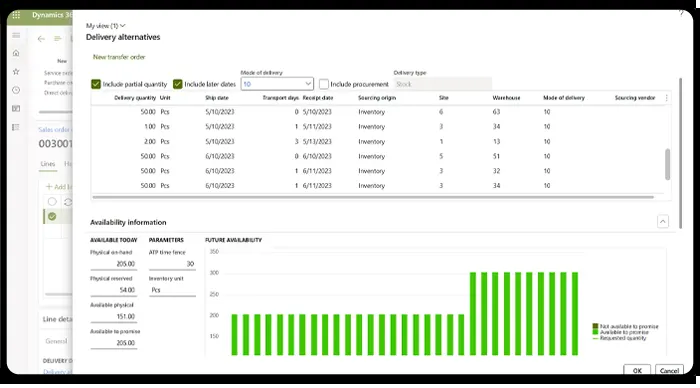 Dynamics 36
My view (1)
Delivery alternatives
New transfer order
New
Service order
Purchase o
Direct deliv
Mode of delivery
Delivery type
Include partial quantity
Include later dates
10
Include procurement
Stock
Delivery quantity Unit Ship date Transport days Receipt date Sourcing origin Site Warehouse Mode of delivery Sourcing vendor
50.00 Pcs 5/10/2023 0 5/10/2023 Inventory 6 63 10
1.00 Pcs 5/10/2023 1 5/11/2023 Inventory 3 34 10
2.00 Pcs 5/10/2023 3 5/13/2023 Inventory 1 13 10
50.00 Pcs 6/10/2023 0 6/10/2023 Inventory 5 51 10
50.00 Pcs 6/10/2023 1 6/11/2023 Inventory 3 32 10
50.00 Pcs 6/10/2023 1 6/11/2023 Inventory 3 34 10
Sales order
003001
Lines He
+ Add li
Line deta
General
DELIVERY D
Availability information
AVAILABLE TODAY
Physical on-hand
205.00
Physical reserved
54.00
Available physical
151.00
Available to promise
205.00
PARAMETERS
ATP time fence
30
Inventory unit
Pcs
FUTURE AVAILABILITY
350
300
250
200
150
Not available to promise
Available to promise
Requested quantity
OK Cancel